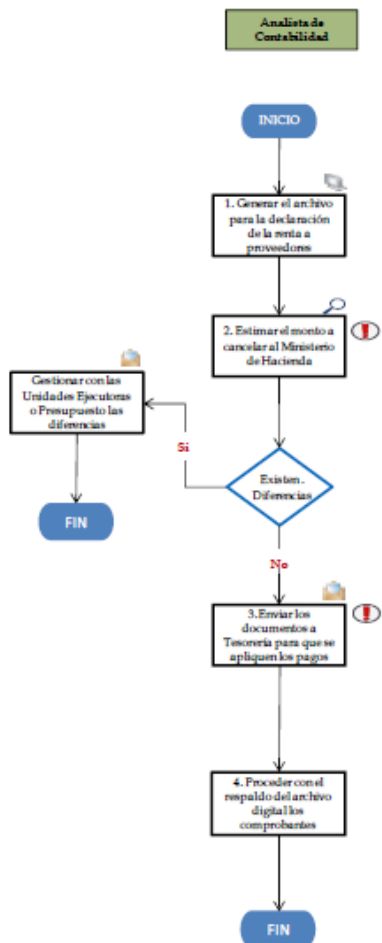 Analista de
Contabilidad
INICIO
1. Generar el archivo
para la declaración
de la renta a
proveedores
2. Estimar el monto a
cancelar al Ministerio
de Hacienda
Gestionar con las
Unidades Ejecutoras
o Presupuesto las
diferencias
Si
FIN
Existen
Diferencias
No
3.Enviar los
documentos a
Tesorería para que se
apliquen los pagos
4. Proceder con el
respaldo del archivo
digital los
comprobantes
FIN